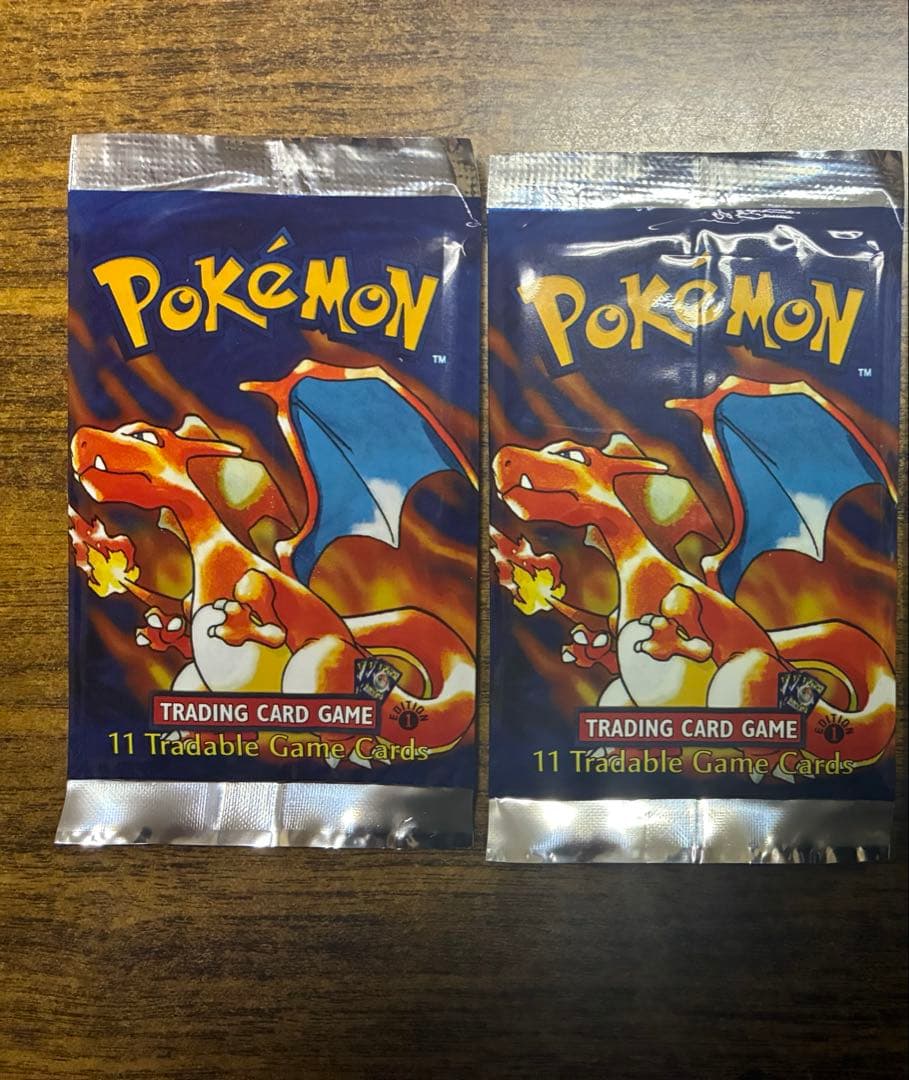 POKéMON
TM
TRADING CARD GAME
EDITION
1
11 Tradable Game Cards
POKéMON
TM
TRADING CARD GAME
EDITION
1
11 Tradable Game Cards